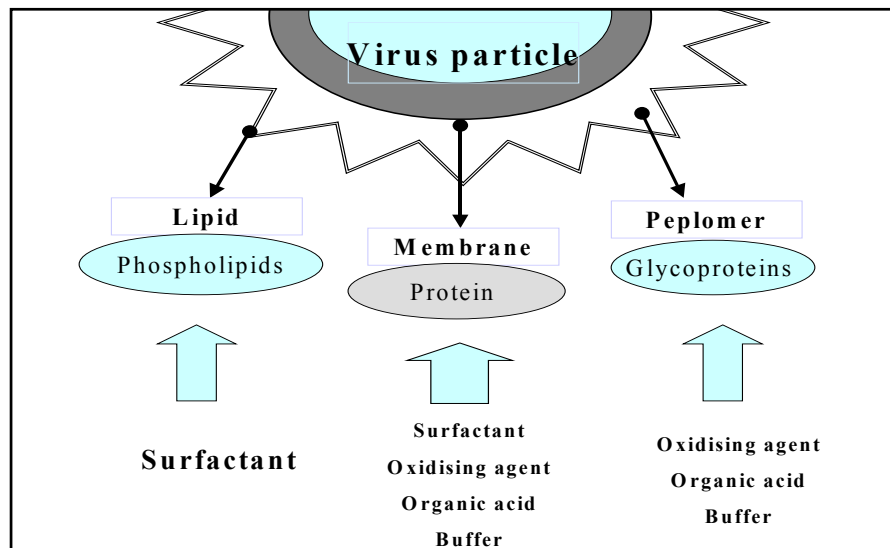 Virus particle
Lipid
Phospholipids
Membrane
Protein
Peplomer
Glycoproteins
Surfactant
Surfactant
Oxidising agent
Organic acid
Buffer
Oxidising agent
Organic acid
Buffer